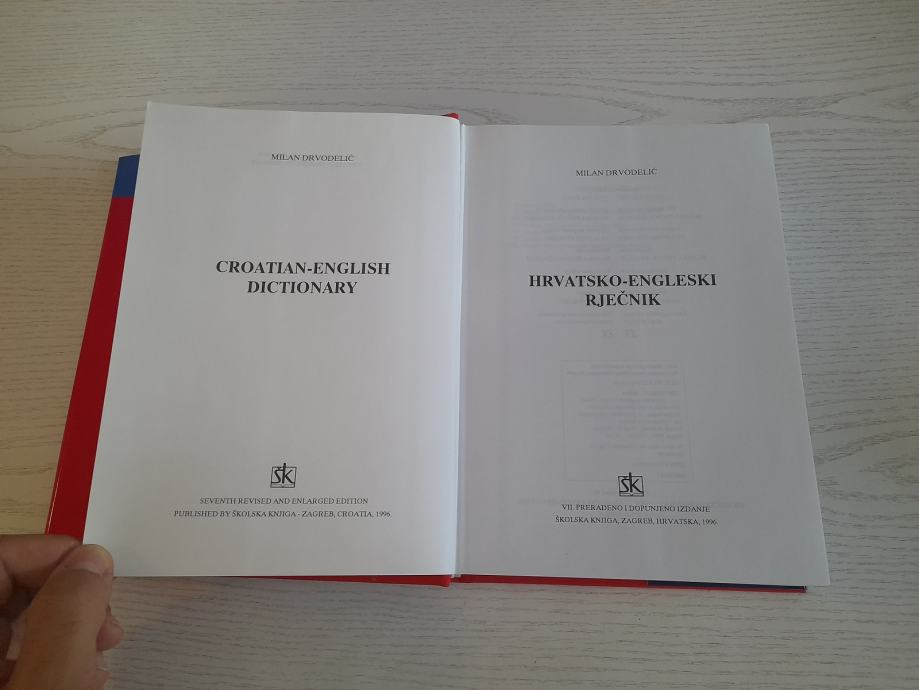 MILAN DRVODELIĆ
CROATIAN-ENGLISH
DICTIONARY
ŠK
SEVENTH REVISED AND ENLARGED EDITION
PUBLISHED BY ŠKOLSKA KNJIGA - ZAGREB, CROATIA, 1996.
MILAN DRVODELIĆ
HRVATSKO-ENGLESKI
RJEČNIK
ŠK
VII. PRERAĐENO I DOPUNJENO IZDANJE
ŠKOLSKA KNJIGA, ZAGREB, HRVATSKA, 1996.